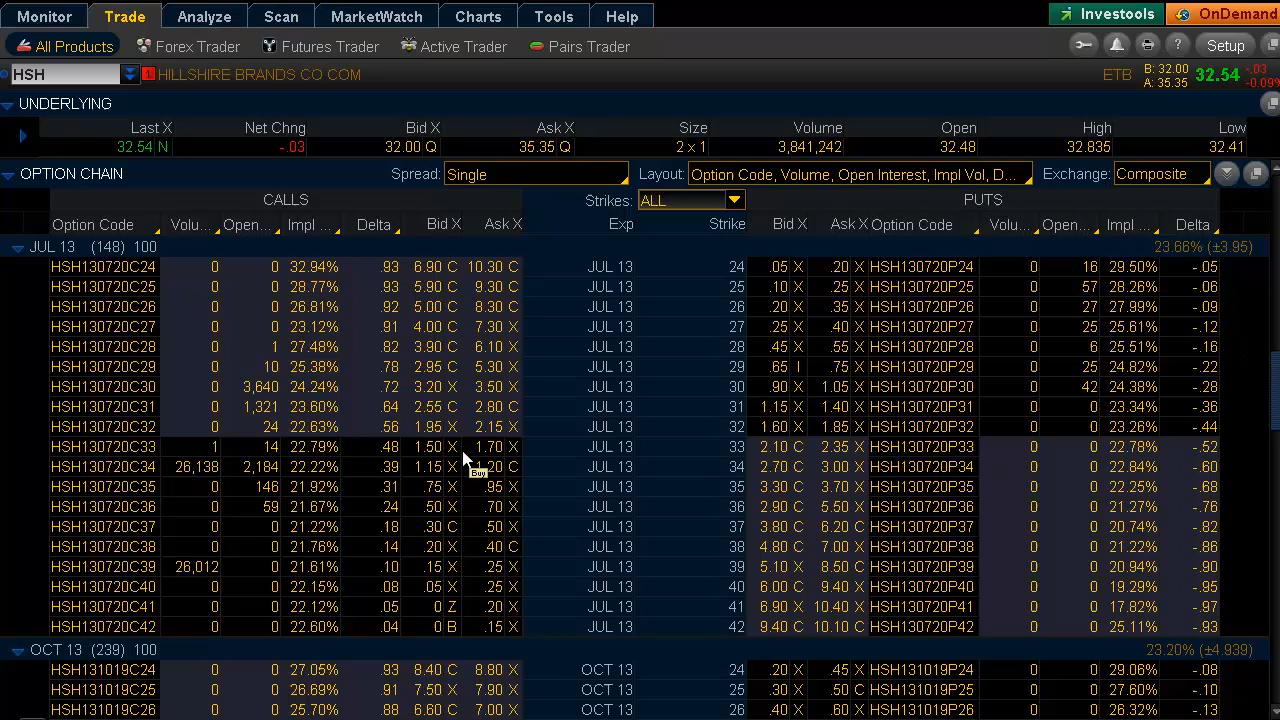 Monitor Trade Analyze Scan MarketWatch Charts Tools Help Investools OnDemand
All Products Forex Trader Futures Trader Active Trader Pairs Trader ? Setup
HSH 1 HILLSHIRE BRANDS CO COM ETB B: 32.00 A: 35.35 32.54 -.03 -0.09%
UNDERLYING
Last X Net Chng Bid X Ask X Size Volume Open High Low
32.54 N -.03 32.00 Q 35.35 Q 2 x 1 3,841,242 32.48 32.835 32.41
OPTION CHAIN Spread: Single Layout: Option Code, Volume, Open Interest, Impl Vol, D... Exchange: Composite
CALLS Strikes: ALL PUTS
Option Code Volu... Open... Impl ... Delta Bid X Ask X Exp Strike Bid X Ask X Option Code Volu... Open... Impl ... Delta
JUL 13 (148) 100 23.66% (±3.95)
HSH130720C24 0 0 32.94% .93 6.90 C 10.30 C JUL 13 24 .05 X .20 X HSH130720P24 0 16 29.50% -.05
HSH130720C25 0 0 28.77% .93 5.90 C 9.30 C JUL 13 25 .10 X .25 X HSH130720P25 0 57 28.26% -.06
HSH130720C26 0 0 26.81% .92 5.00 C 8.30 C JUL 13 26 .20 X .35 X HSH130720P26 0 27 27.99% -.09
HSH130720C27 0 0 23.12% .91 4.00 C 7.30 X JUL 13 27 .25 X .40 X HSH130720P27 0 25 25.61% -.12
HSH130720C28 0 1 27.48% .82 3.90 C 6.10 X JUL 13 28 .45 X .55 X HSH130720P28 0 6 25.51% -.16
HSH130720C29 0 10 25.38% .78 2.95 C 5.30 X JUL 13 29 .65 I .75 X HSH130720P29 0 25 24.82% -.22
HSH130720C30 0 3,640 24.24% .72 3.20 X 3.50 X JUL 13 30 .90 X 1.05 X HSH130720P30 0 42 24.38% -.28
HSH130720C31 0 1,321 23.60% .64 2.55 C 2.80 C JUL 13 31 1.15 X 1.40 X HSH130720P31 0 0 23.34% -.36
HSH130720C32 0 24 22.63% .56 1.95 X 2.15 X JUL 13 32 1.60 X 1.85 X HSH130720P32 0 0 23.26% -.44
HSH130720C33 1 14 22.79% .48 1.50 X 1.70 X JUL 13 33 2.10 C 2.35 X HSH130720P33 0 0 22.79% -.52
HSH130720C34 26,138 2,184 22.22% .39 1.15 X C JUL 13 34 2.70 C 3.00 X HSH130720P34 0 0 22.84% -.60
Buy
HSH130720C35 0 146 21.92% .31 .75 X .95 X JUL 13 35 3.30 C 3.70 X HSH130720P35 0 0 22.25% -.68
HSH130720C36 0 59 21.67% .24 .50 X .70 X JUL 13 36 2.90 C 5.50 X HSH130720P36 0 0 21.27% -.76
HSH130720C37 0 0 21.22% .18 .30 C .50 X JUL 13 37 3.80 C 6.20 C HSH130720P37 0 0 20.74% -.82
HSH130720C38 0 0 21.76% .14 .20 X .40 C JUL 13 38 4.80 C 7.00 X HSH130720P38 0 0 21.22% -.86
HSH130720C39 26,012 0 21.61% .10 .15 X .25 X JUL 13 39 5.10 X 8.50 C HSH130720P39 0 0 20.94% -.90
HSH130720C40 0 0 22.15% .08 .05 X .25 X JUL 13 40 6.00 C 9.40 X HSH130720P40 0 0 19.29% -.95
HSH130720C41 0 0 22.12% .05 0 Z .20 X JUL 13 41 6.90 X 10.40 X HSH130720P41 0 0 17.82% -.97
HSH130720C42 0 0 22.60% .04 0 B .15 X JUL 13 42 9.40 C 10.10 C HSH130720P42 0 0 25.11% -.93
OCT 13 (239) 100 23.20% (±4.939)
HSH131019C24 0 0 27.05% .93 8.40 C 8.80 C OCT 13 24 .20 X .45 X HSH131019P24 0 0 29.06% -.08
HSH131019C25 0 0 26.69% .91 7.50 C 7.90 C OCT 13 25 .30 X .50 C HSH131019P25 0 0 27.60% -.10
HSH131019C26 0 0 25.70% .88 6.60 C 7.00 C OCT 13 26 .40 X .60 X HSH131019P26 0 0 26.32% -.13